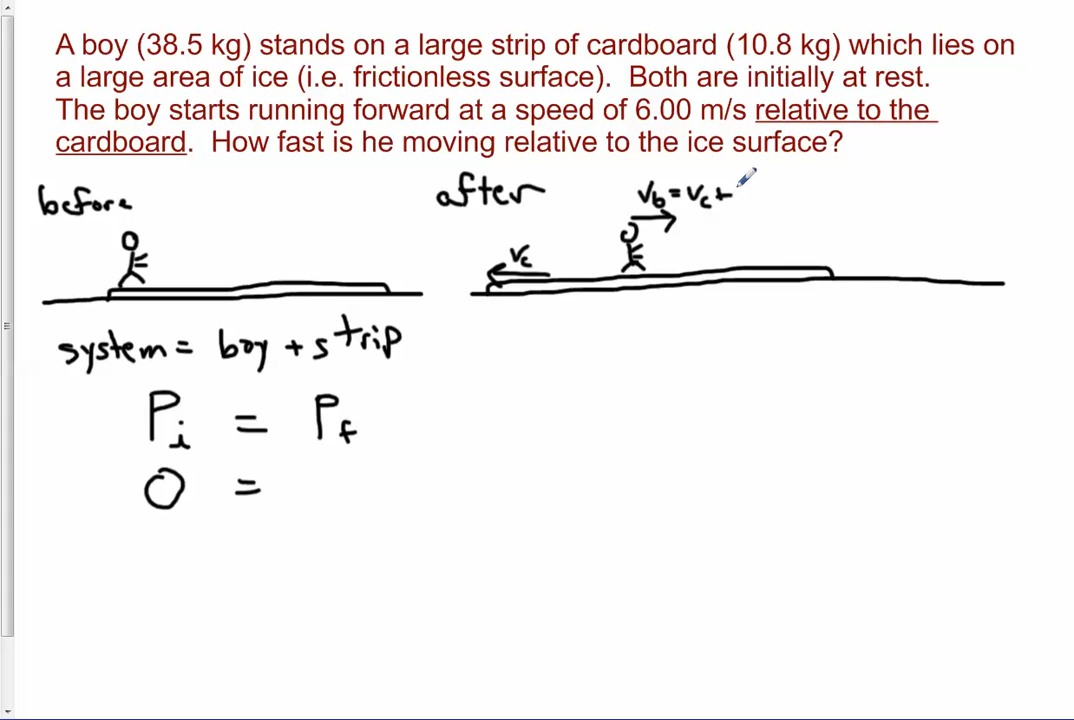 A boy (38.5 kg) stands on a large strip of cardboard (10.8 kg) which lies on
a large area of ice (i.e. frictionless surface).  Both are initially at rest.
The boy starts running forward at a speed of 6.00 m/s relative to the
cardboard.  How fast is he moving relative to the ice surface?
before
after
vb = vc +
vc
system = boy + strip
Pi = Pf
0 =